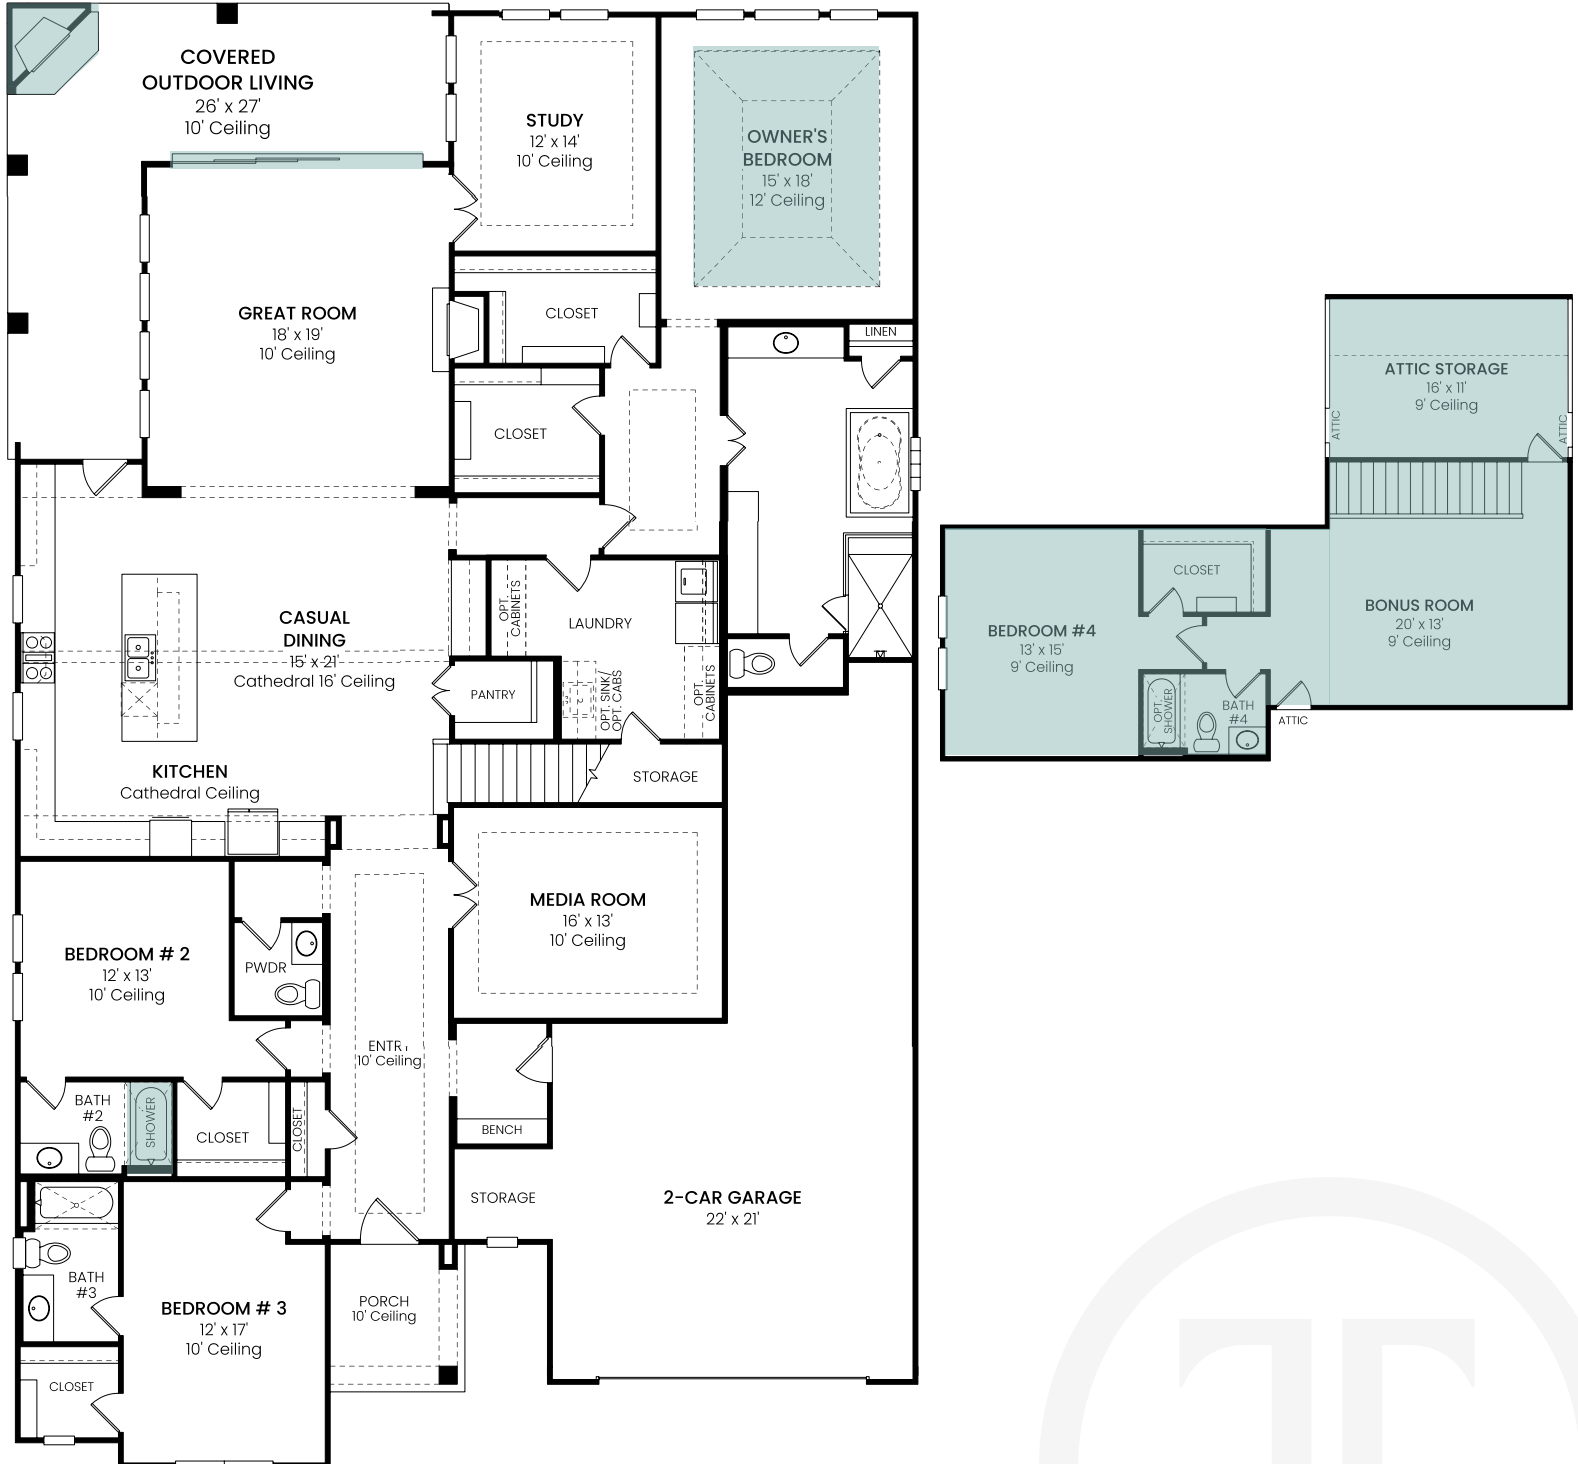 COVERED
OUTDOOR LIVING
26' x 27'
10' Ceiling
STUDY
12' x 14'
10' Ceiling
OWNER'S
BEDROOM
15' x 18'
12' Ceiling
GREAT ROOM
18' x 19'
10' Ceiling
CLOSET
LINEN
CLOSET
CASUAL
DINING
15' x 21'
Cathedral 16' Ceiling
OPT.
CABINETS
LAUNDRY
PANTRY
OPT. SINK/
OPT. CABS
OPT.
CABINETS
KITCHEN
Cathedral Ceiling
STORAGE
MEDIA ROOM
16' x 13'
10' Ceiling
BEDROOM # 2
12' x 13'
10' Ceiling
PWDR
10' Ceiling
BATH
#2
SHOWER
CLOSET
CLOSET
BENCH
STORAGE
2-CAR GARAGE
22' x 21'
BATH
#3
BEDROOM # 3
12' x 17'
10' Ceiling
PORCH
10' Ceiling
CLOSET
ATTIC STORAGE
16' x 11'
9' Ceiling
ATTIC
ATTIC
CLOSET
BEDROOM #4
13' x 15'
9' Ceiling
BONUS ROOM
20' x 13'
9' Ceiling
OPT.
SHOWER
BATH
#4
ATTIC